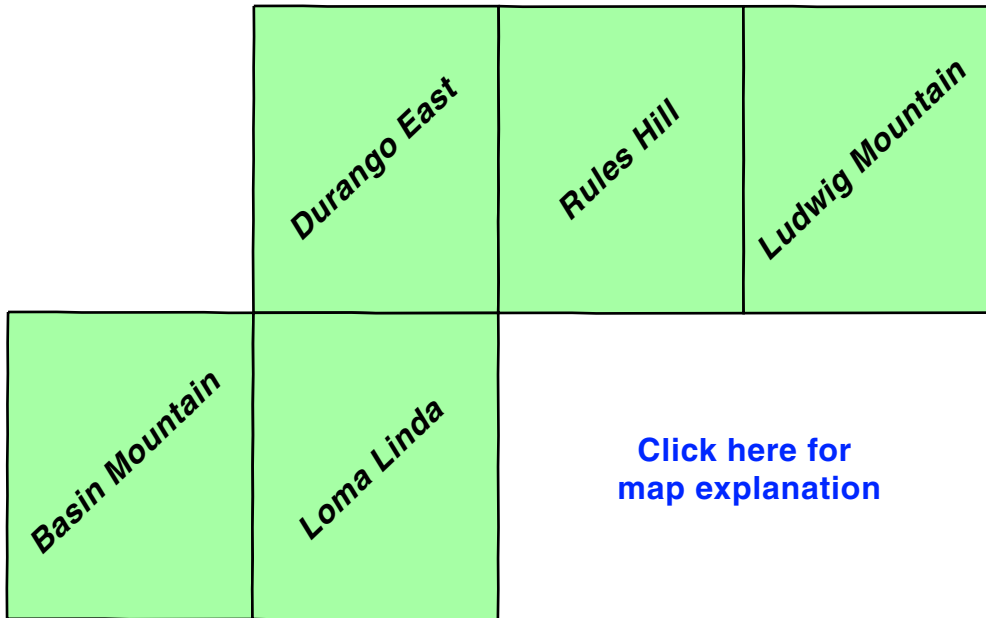 Durango East
Rules Hill
Ludwig Mountain
Basin Mountain
Loma Linda
Click here for
map explanation